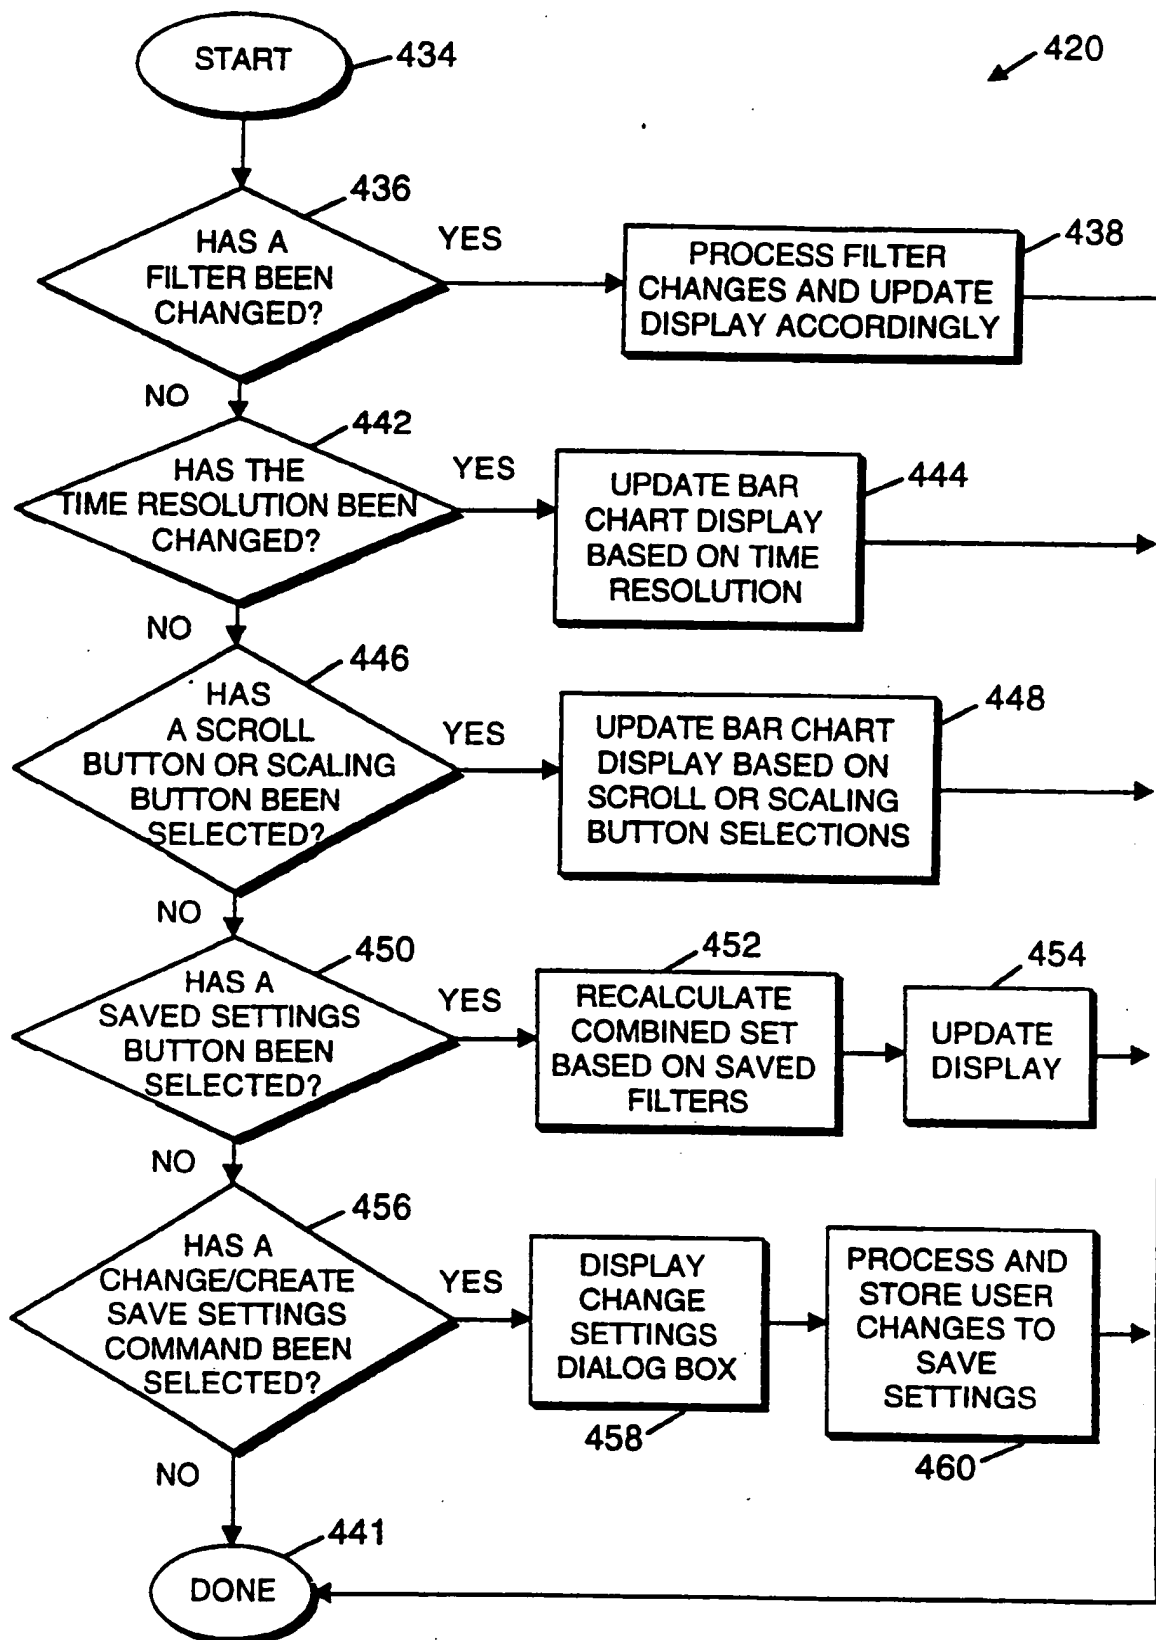 START
434
420
436
HAS A
FILTER BEEN
CHANGED?
YES
PROCESS FILTER
CHANGES AND UPDATE
DISPLAY ACCORDINGLY
438
NO
442
HAS THE
TIME RESOLUTION BEEN
CHANGED?
YES
UPDATE BAR
CHART DISPLAY
BASED ON TIME
RESOLUTION
444
NO
446
HAS
A SCROLL
BUTTON OR SCALING
BUTTON BEEN
SELECTED?
YES
UPDATE BAR CHART
DISPLAY BASED ON
SCROLL OR SCALING
BUTTON SELECTIONS
448
NO
450
HAS A
SAVED SETTINGS
BUTTON BEEN
SELECTED?
YES
452
RECALCULATE
COMBINED SET
BASED ON SAVED
FILTERS
454
UPDATE
DISPLAY
NO
456
HAS A
CHANGE/CREATE
SAVE SETTINGS
COMMAND BEEN
SELECTED?
YES
DISPLAY
CHANGE
SETTINGS
DIALOG BOX
458
PROCESS AND
STORE USER
CHANGES TO
SAVE
SETTINGS
460
NO
441
DONE